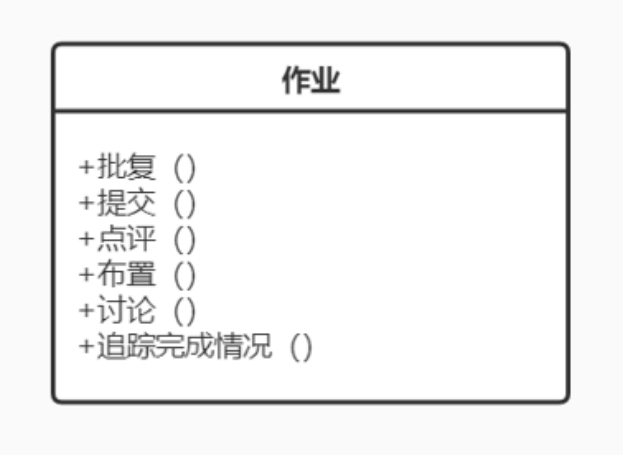 作业
+批复 ()
+提交 ()
+点评 ()
+布置 ()
+讨论 ()
+追踪完成情况 ()